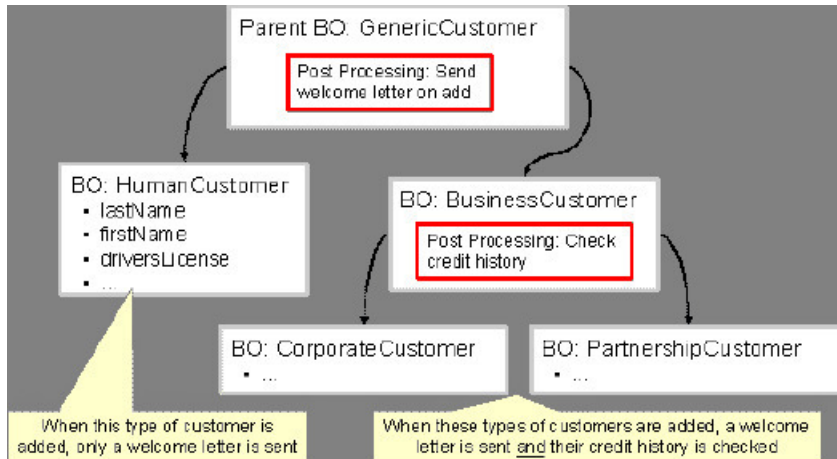 Parent BO: GenericCustomer
Post Processing: Send
welcome letter on add
BO: HumanCustomer
▪ lastName
▪ firstName
▪ driversLicense
▪ ...
BO: BusinessCustomer
Post Processing: Check
credit history
BO: CorporateCustomer
▪ ...
BO: PartnershipCustomer
▪ ...
When this type of customer is
added, only a welcome letter is sent
When these types of customers are added, a welcome
letter is sent and their credit history is checked